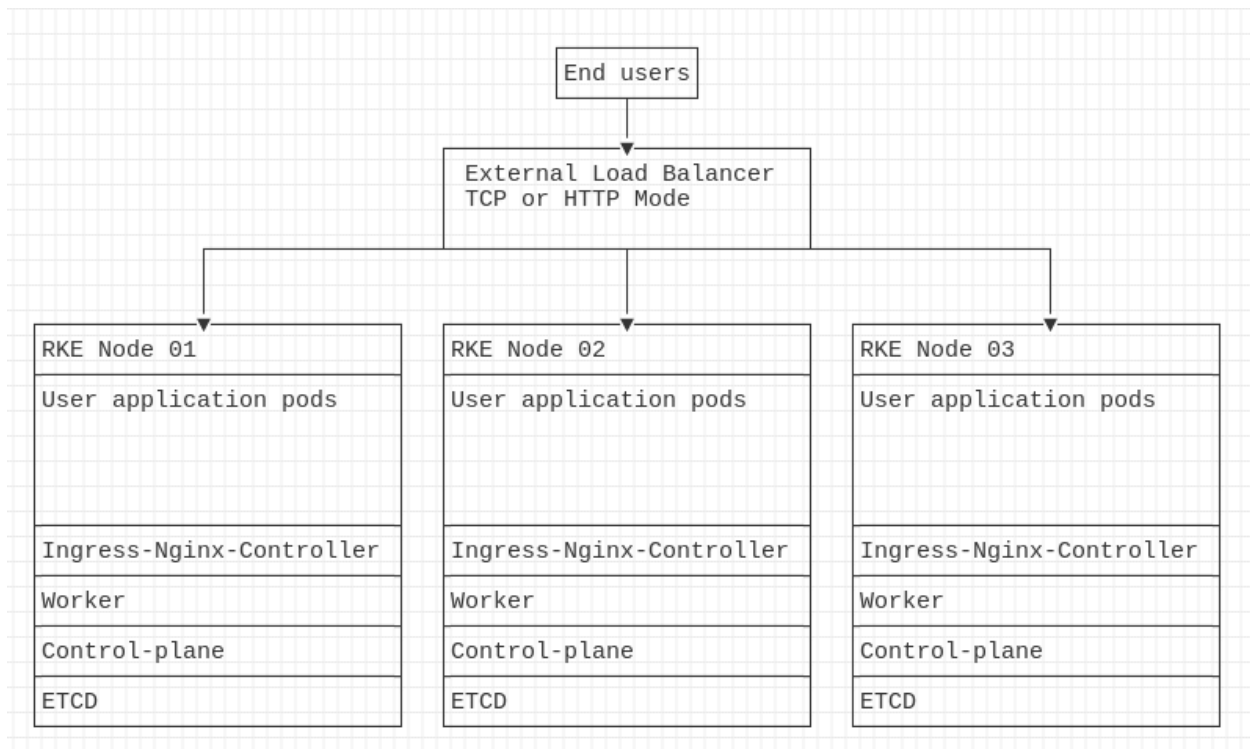 End users
External Load Balancer
TCP or HTTP Mode
RKE Node 01
User application pods
Ingress-Nginx-Controller
Worker
Control-plane
ETCD
RKE Node 02
User application pods
Ingress-Nginx-Controller
Worker
Control-plane
ETCD
RKE Node 03
User application pods
Ingress-Nginx-Controller
Worker
Control-plane
ETCD